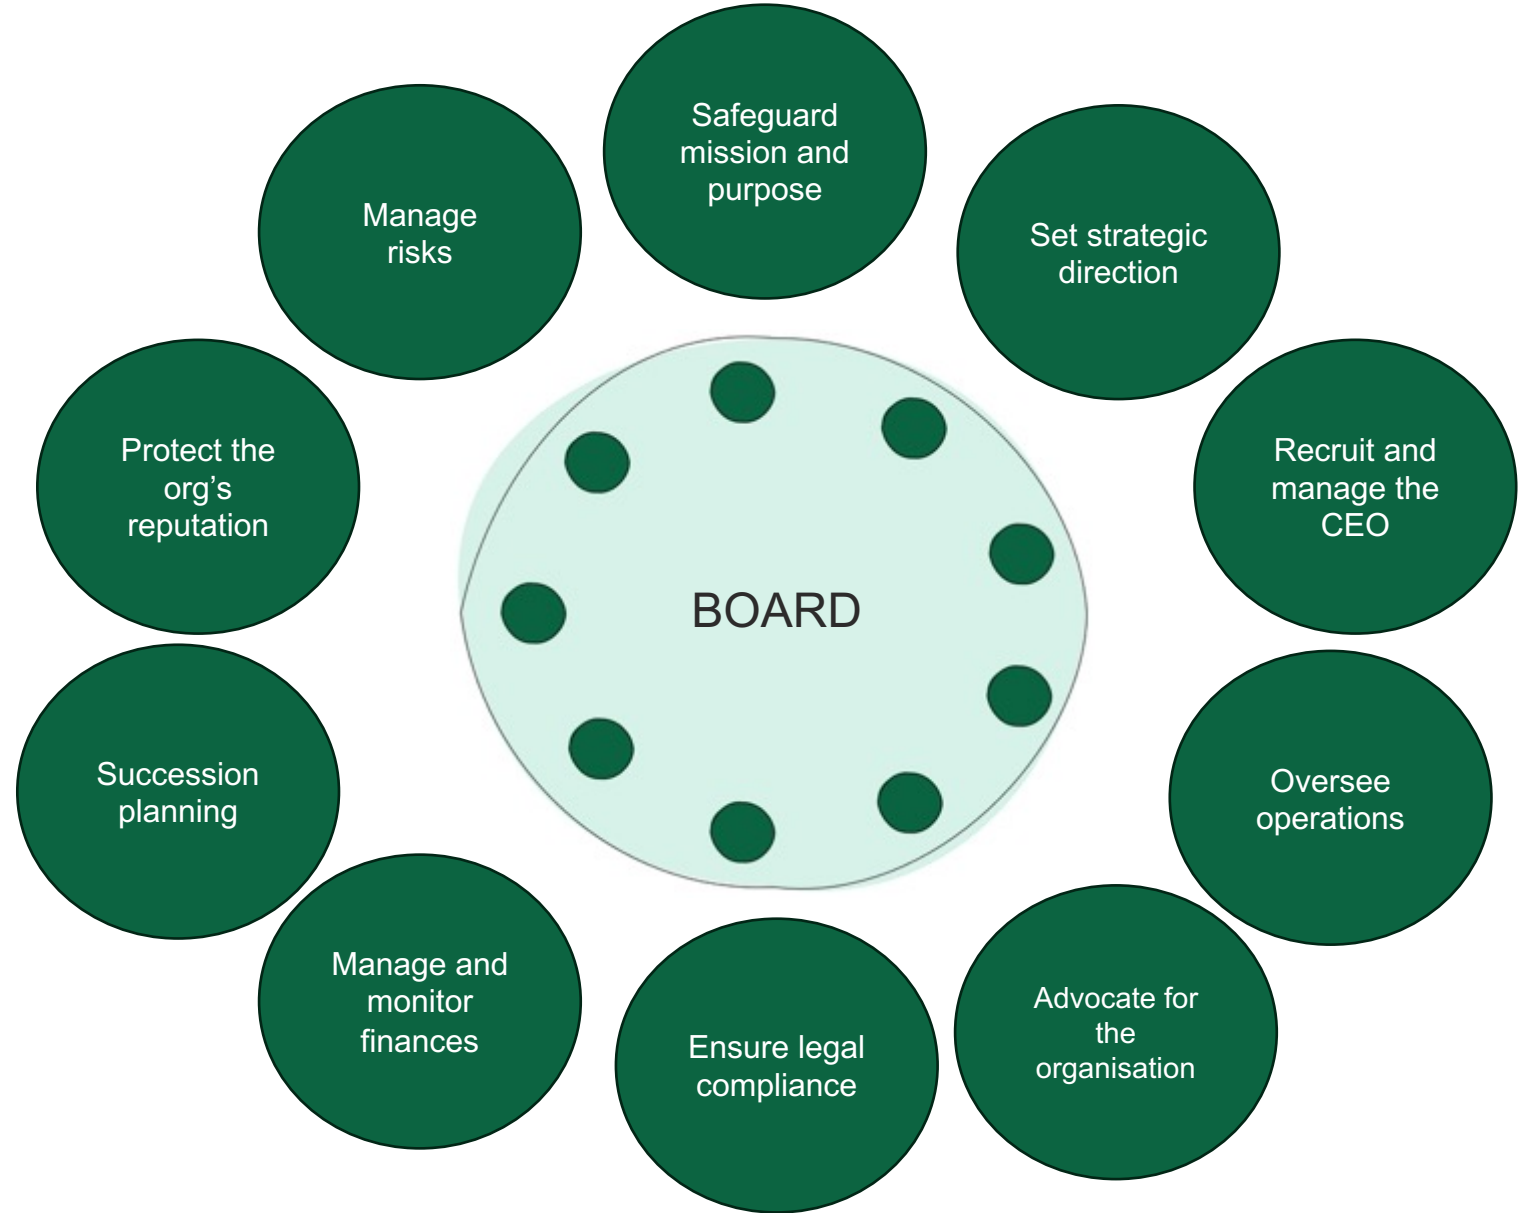 Safeguard
mission and
purpose
Set strategic
direction
Recruit and
manage the
CEO
Oversee
operations
Advocate for
the
organisation
Ensure legal
compliance
Manage and
monitor
finances
Succession
planning
Protect the
org’s
reputation
Manage
risks
BOARD